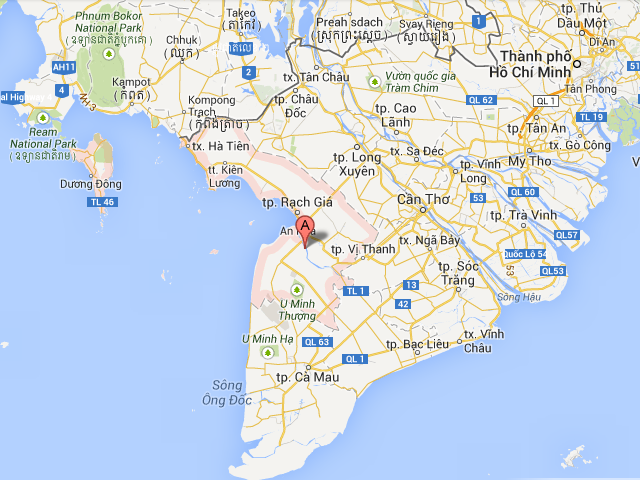 Phnum Bokor
National Park
(ឧទ្យានជាតិភ្នំបូកគោ)
Takeo
(តាកែវ)
Preah sdach
(ស្រុកព្រះស្ដេច)
Svay Rieng
(ស្វាយរៀង)
1
tx. Thủ
Dầu Một
Dĩ An
Chhuk
(ឈូក)
2
AH11
4
Kampot
(កំពត)
NH 3
Kompong
Trach
(កំពង់ត្រាច)
tx. Tân Châu
tp. Châu
Đốc
Vườn quốc gia
Tràm Chim
Thành phố
Hồ Chí Minh
51
Tân Phong
QL 62
QL 1
TL 19
tp. Cao
Lãnh
tp. Tân An
tx. Gò Công
Ream
National Park
(ឧទ្យានជាតិរាម)
tx. Hà Tiên
tt. Kiên
Lương
tp. Long
Xuyên
tx. Sa Đéc
My Tho
tp. Vĩnh
Long
Dương Đông
TL 46
tp. Rạch Giá
Cần Thơ
53
QL 60
tp. Trà Vinh
A
tp. Vị Thanh
tx. Ngã Bảy
QL57
Quốc Lộ 54
53
QL53
tp. Sóc
Trăng
13
TL 1
42
Sông Hậu
U Minh
Thượng
U Minh Hạ
QL 63
QL 1
tp. Bạc Liêu
tx. Vĩnh
Châu
tp. Cà Mau
Sông
Ông Đốc